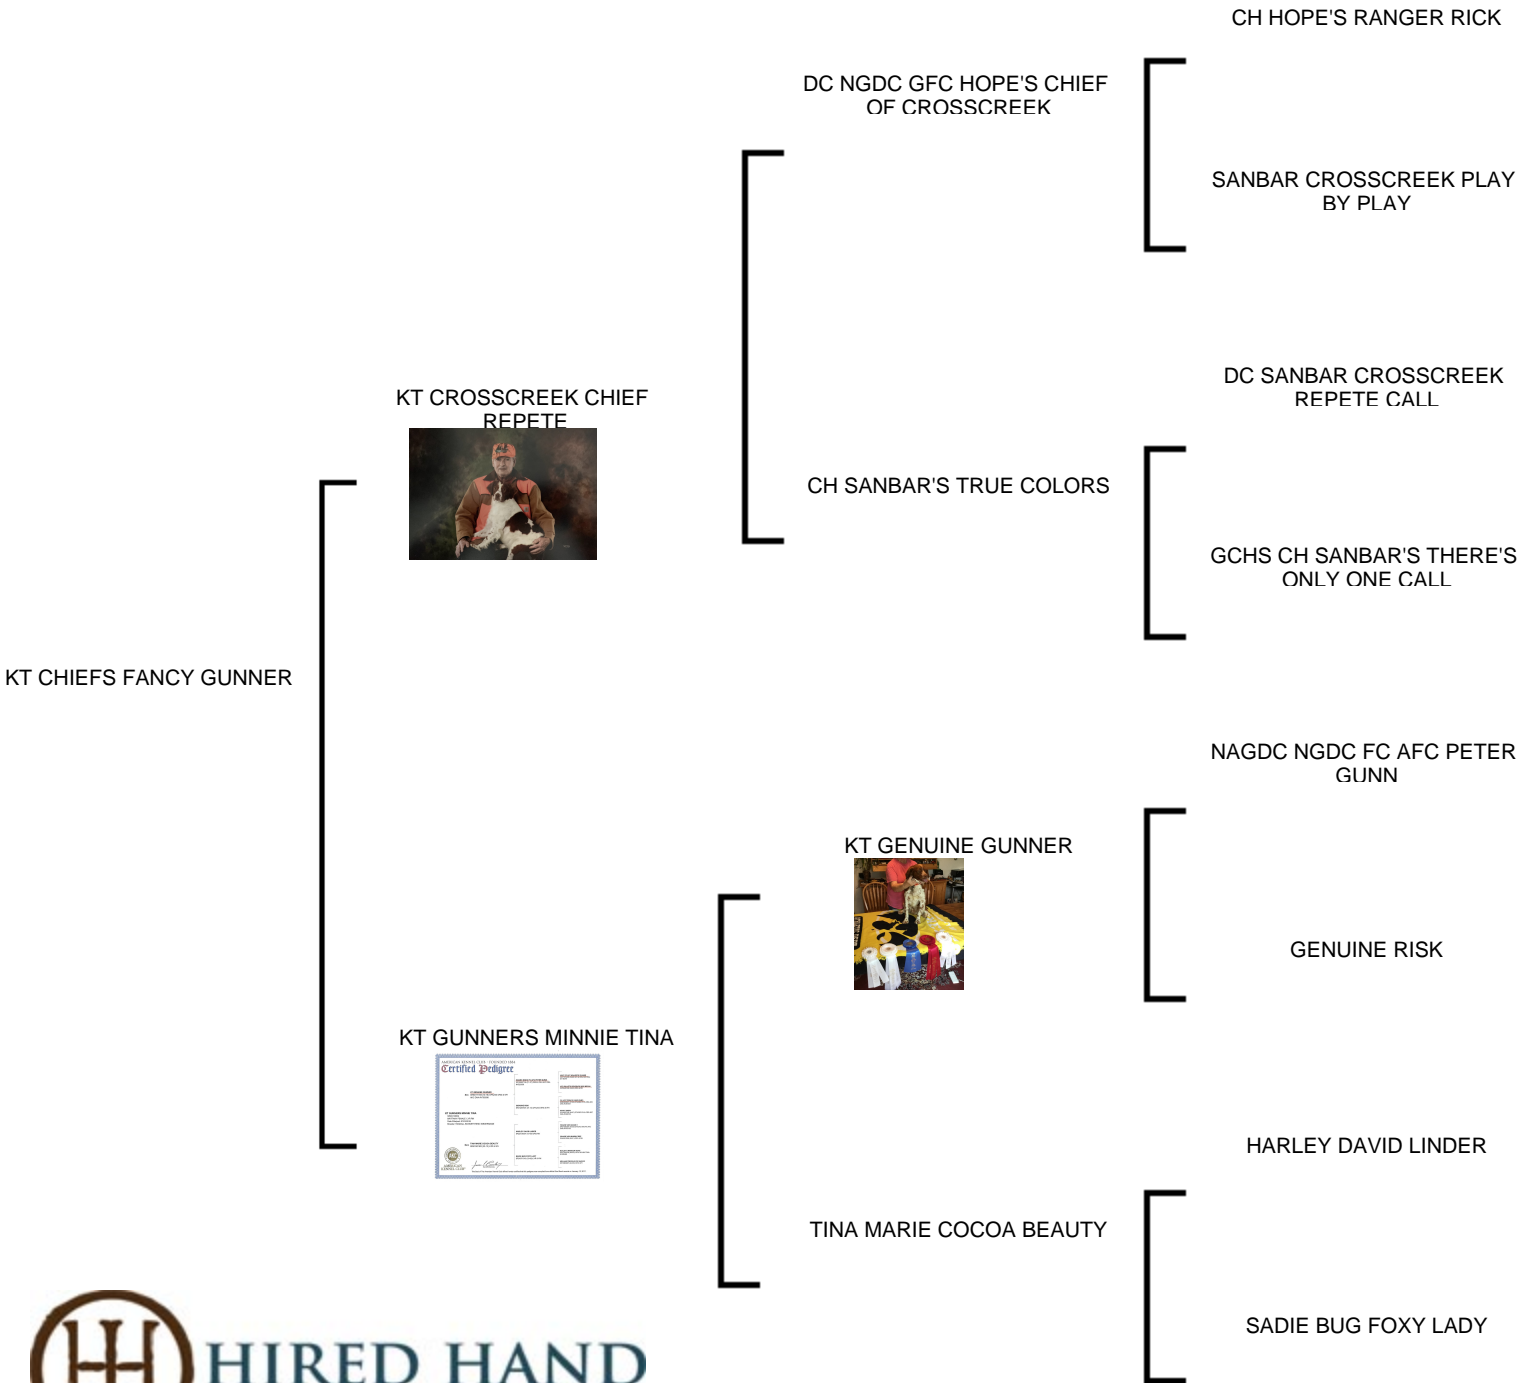 CH HOPE'S RANGER RICK
DC NGDC GFC HOPE'S CHIEF
OF CROSSCREEK
SANBAR CROSSCREEK PLAY
BY PLAY
KT CROSSCREEK CHIEF
REPETE
DC SANBAR CROSSCREEK
REPETE CALL
CH SANBAR'S TRUE COLORS
GCHS CH SANBAR'S THERE'S
ONLY ONE CALL
KT CHIEFS FANCY GUNNER
NAGDC NGDC FC AFC PETER
GUNN
KT GENUINE GUNNER
GENUINE RISK
KT GUNNERS MINNIE TINA
AMERICAN KENNEL CLUB
Certified Pedigree
HARLEY DAVID LINDER
TINA MARIE COCOA BEAUTY
SADIE BUG FOXY LADY
HIRED HAND